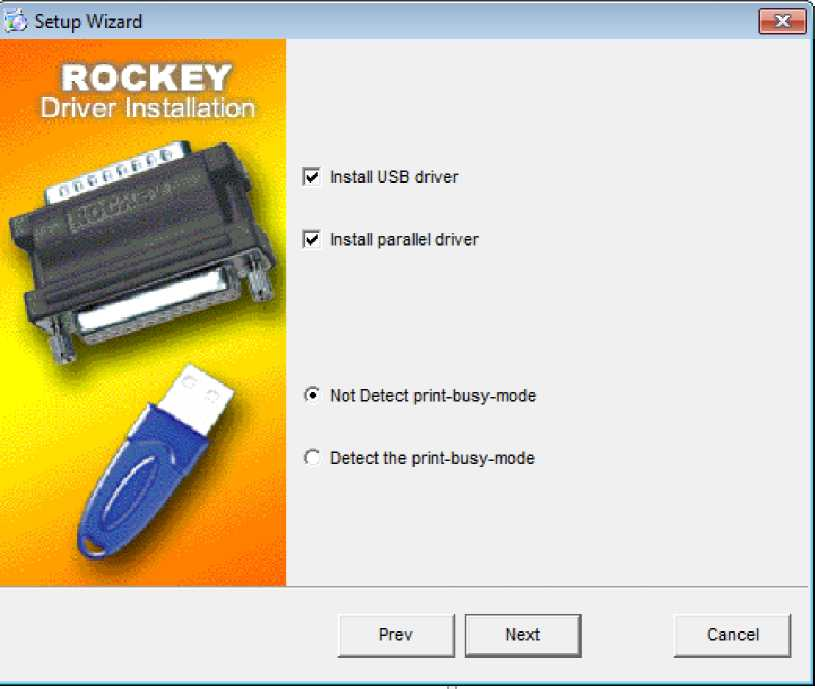 Setup Wizard
ROCKEY
Driver Installation
ROCKEY
Install USB driver
Install parallel driver
Not Detect print-busy-mode
Detect the print-busy-mode
Prev
Next
Cancel